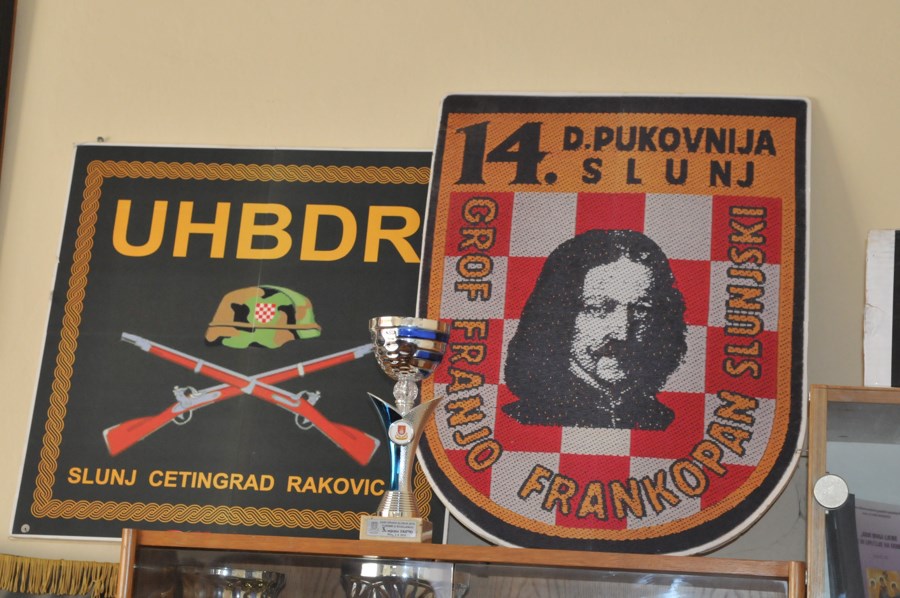 UHBDR
SLUNJ CETINGRAD RAKOVIC
14. D.PUKOVNIJA
SLUNJ
GROF FRANJO FRANKOPAN SLUNJSKI